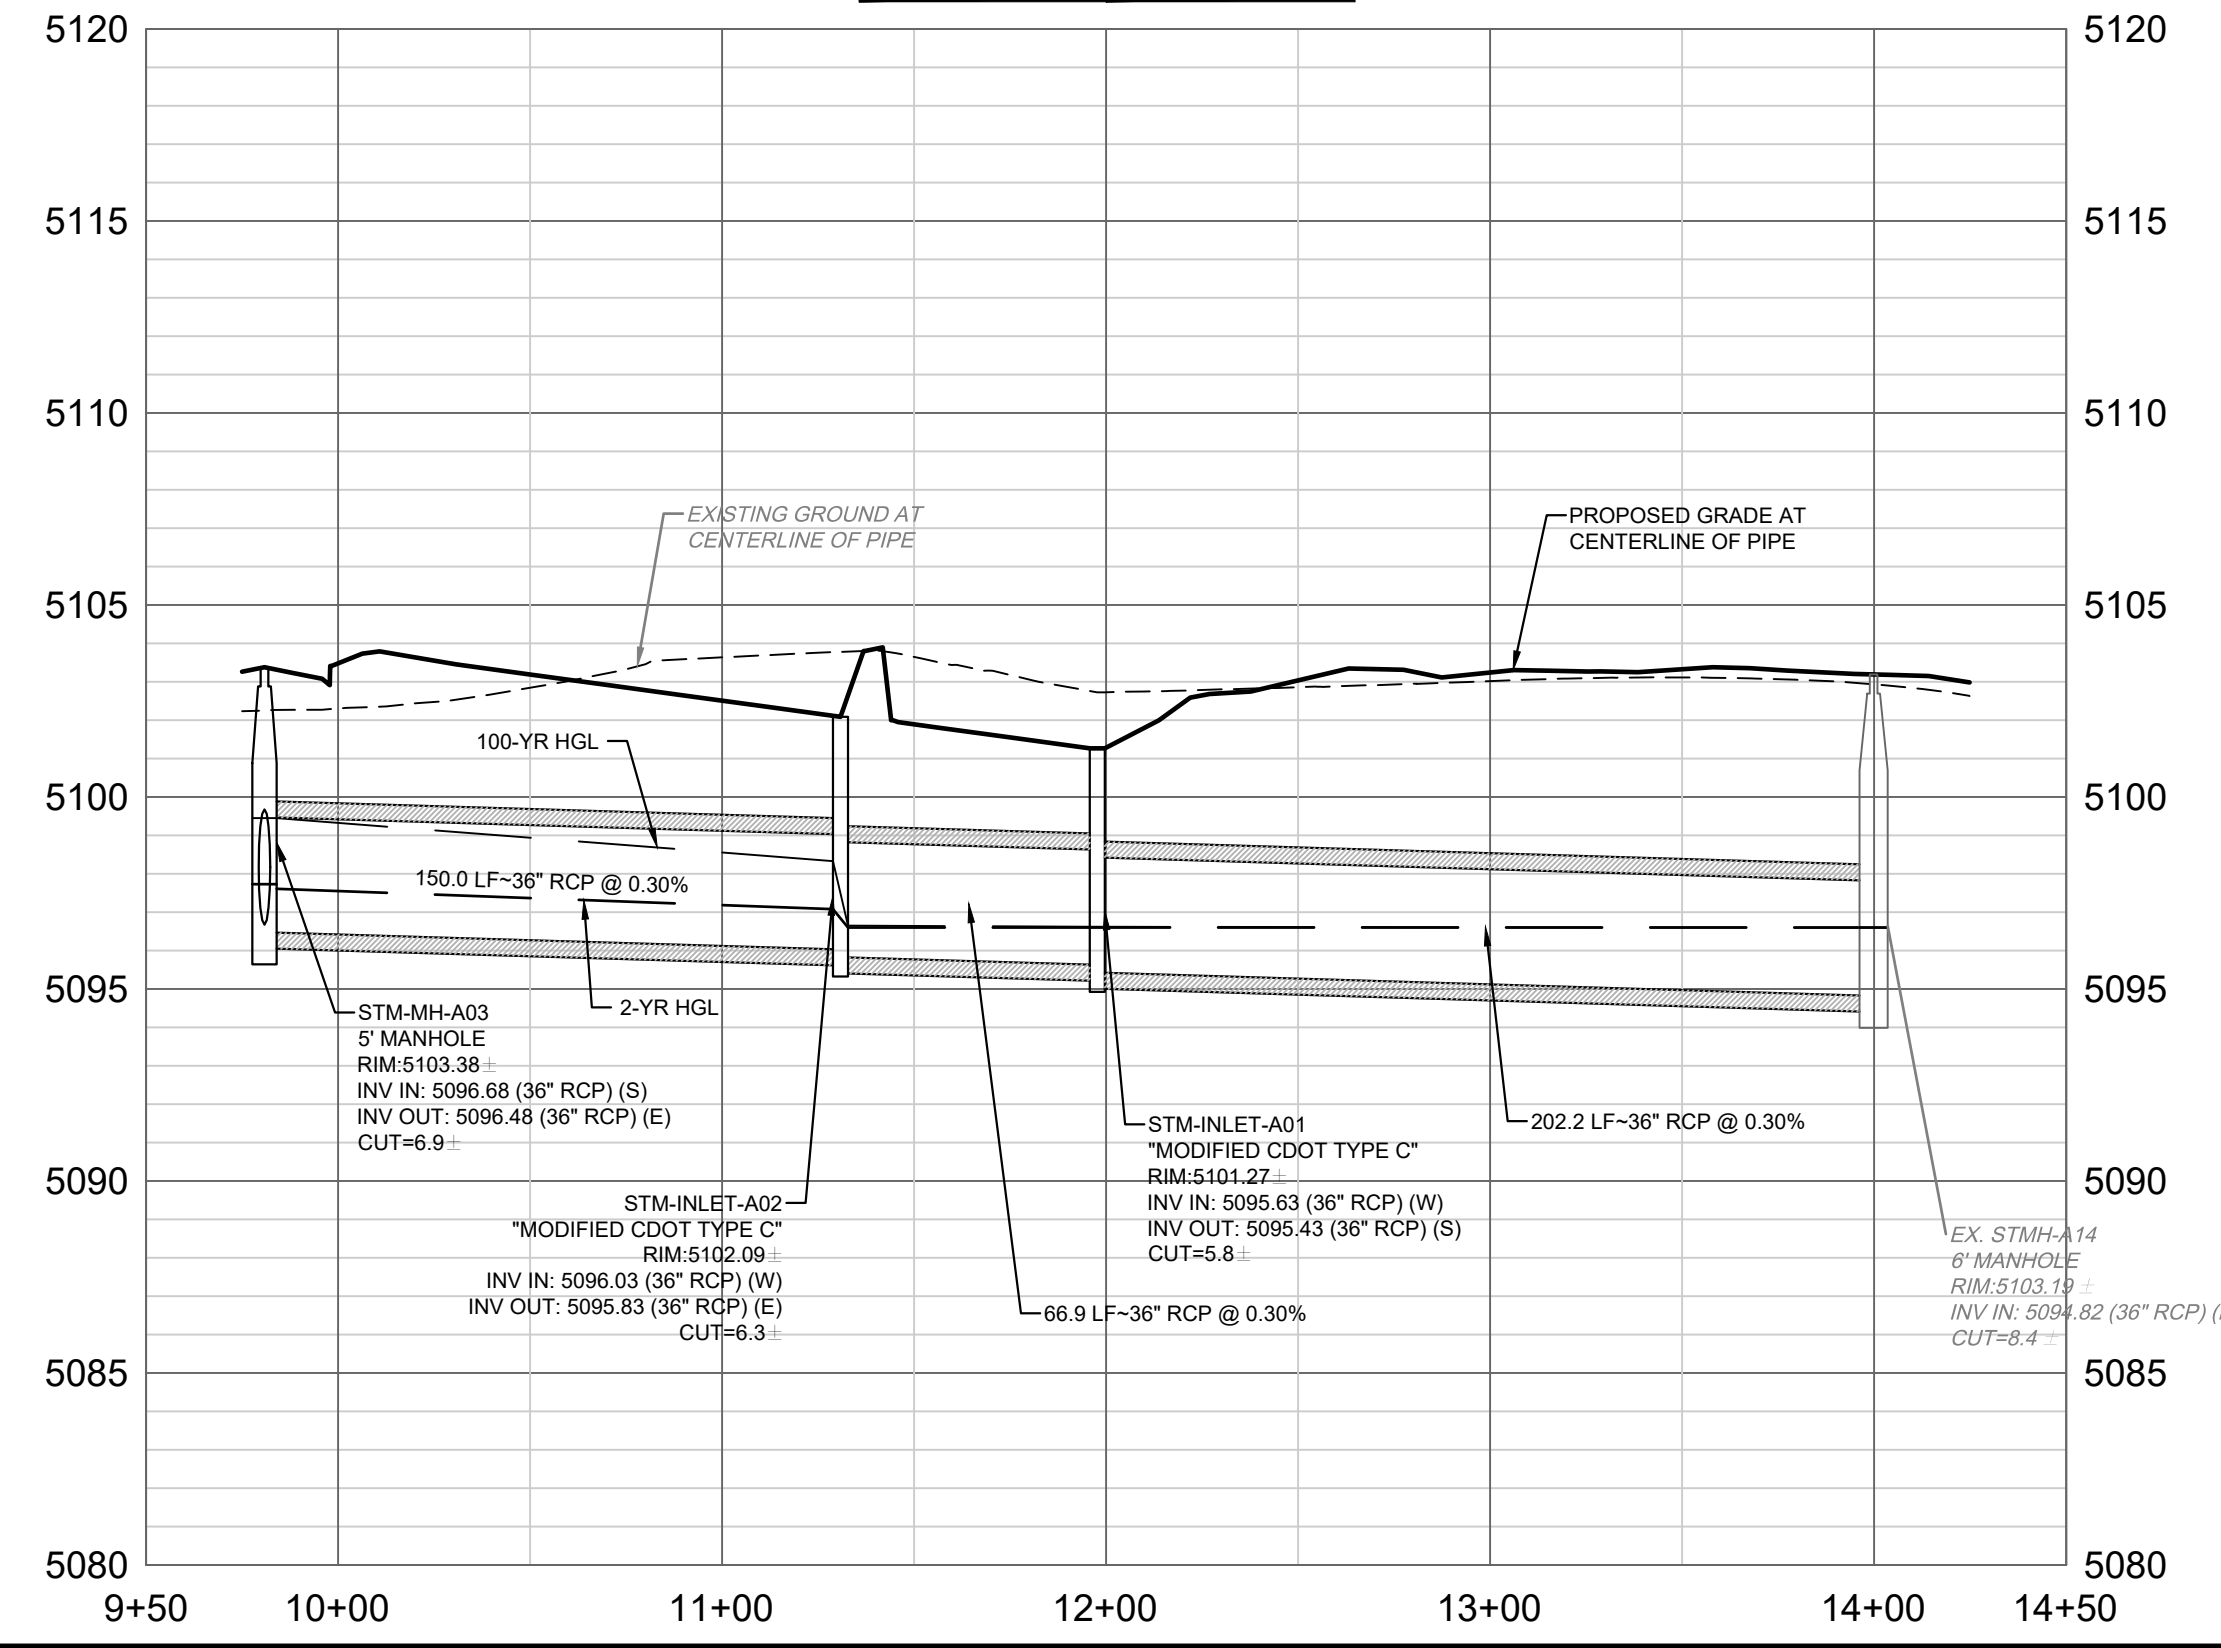 5120
5120
5115
5115
5110
5110
EXISTING GROUND AT
CENTERLINE OF PIPE
PROPOSED GRADE AT
CENTERLINE OF PIPE
5105
5105
100-YR HGL
5100
5100
150.0 LF~36" RCP @ 0.30%
5095
5095
2-YR HGL
STM-MH-A03
5' MANHOLE
RIM:5103.38±
INV IN: 5096.68 (36" RCP) (S)
INV OUT: 5096.48 (36" RCP) (E)
CUT=6.9±
STM-INLET-A01
"MODIFIED CDOT TYPE C"
RIM:5101.27±
INV IN: 5095.63 (36" RCP) (W)
INV OUT: 5095.43 (36" RCP) (S)
CUT=5.8±
202.2 LF~36" RCP @ 0.30%
5090
5090
STM-INLET-A02
"MODIFIED CDOT TYPE C"
RIM:5102.09±
INV IN: 5096.03 (36" RCP) (W)
INV OUT: 5095.83 (36" RCP) (E)
CUT=6.3±
66.9 LF~36" RCP @ 0.30%
EX. STMH-A14
6' MANHOLE
RIM:5103.19 ±
INV IN: 5094.82 (36" RCP) (
CUT=8.4 ±
5085
5085
5080
5080
9+50 10+00 11+00 12+00 13+00 14+00 14+50